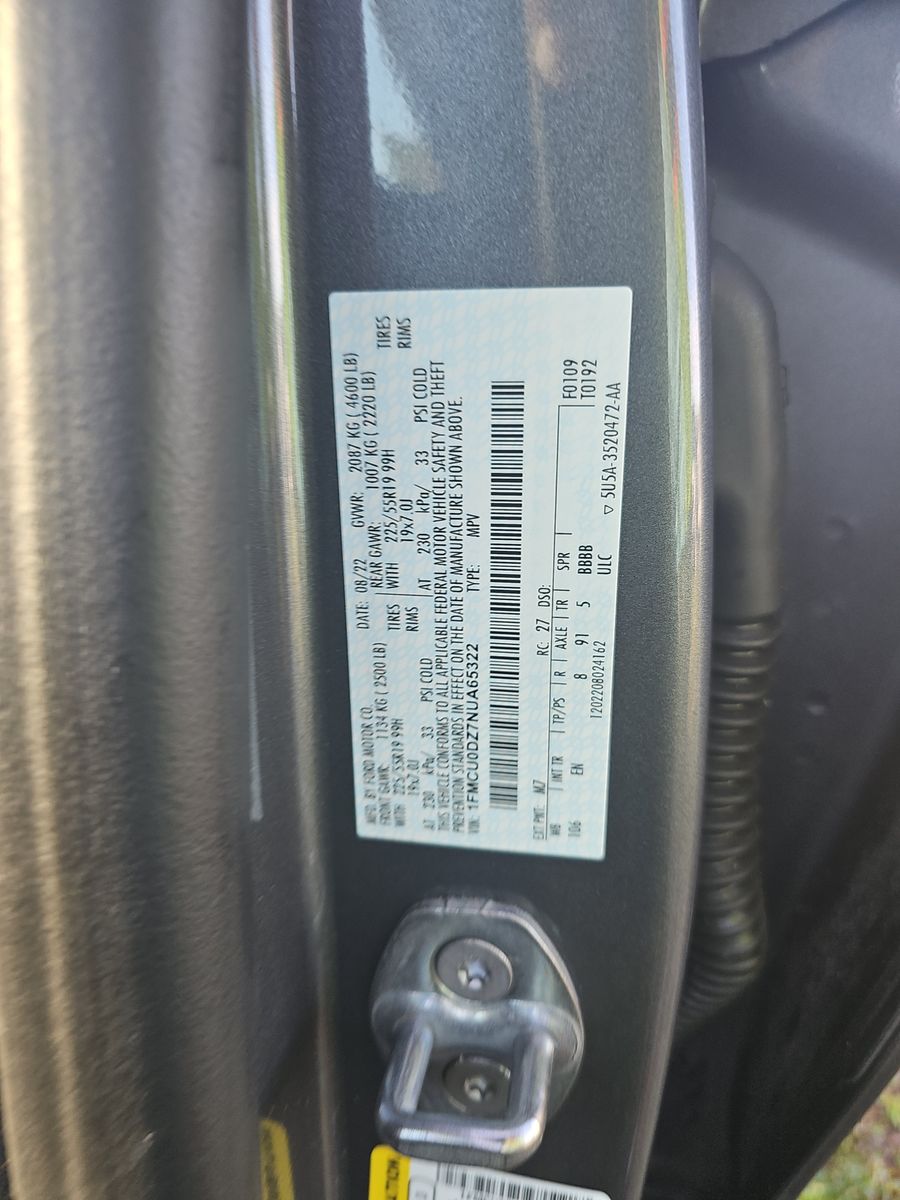 MFD. BY FORD MOTOR CO. DATE: 08/22 GVWR: 2087 KG ( 4600 LB)
FRONT GAWR: 1134 KG ( 2500 LB) REAR GAWR: 1007 KG ( 2220 LB)
WITH 225/55R19 99H TIRES WITH 225/55R19 99H TIRES
19x7.0J RIMS 19x7.0J RIMS
AT 230 kPa/ 33 PSI COLD AT 230 kPa/ 33 PSI COLD
THIS VEHICLE CONFORMS TO ALL APPLICABLE FEDERAL MOTOR VEHICLE SAFETY AND THEFT
PREVENTION STANDARDS IN EFFECT ON THE DATE OF MANUFACTURE SHOWN ABOVE.
VIN: 1FMCU0DZ7NUA65322 TYPE: MPV
EXT PNT: M7 RC: 27 DSO: F0109
WB INT TR TP/PS R AXLE TR SPR T0192
106 EN 8 91 5 BBBB
1202208024162 ULC ▽ 5U5A-3520472-AA